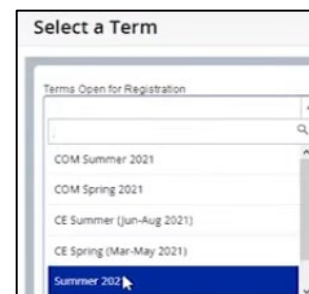 Select a Term
Terms Open for Registration
COM Summer 2021
COM Spring 2021
CE Summer (Jun-Aug 2021)
CE Spring (Mar-May 2021)
Summer 2021